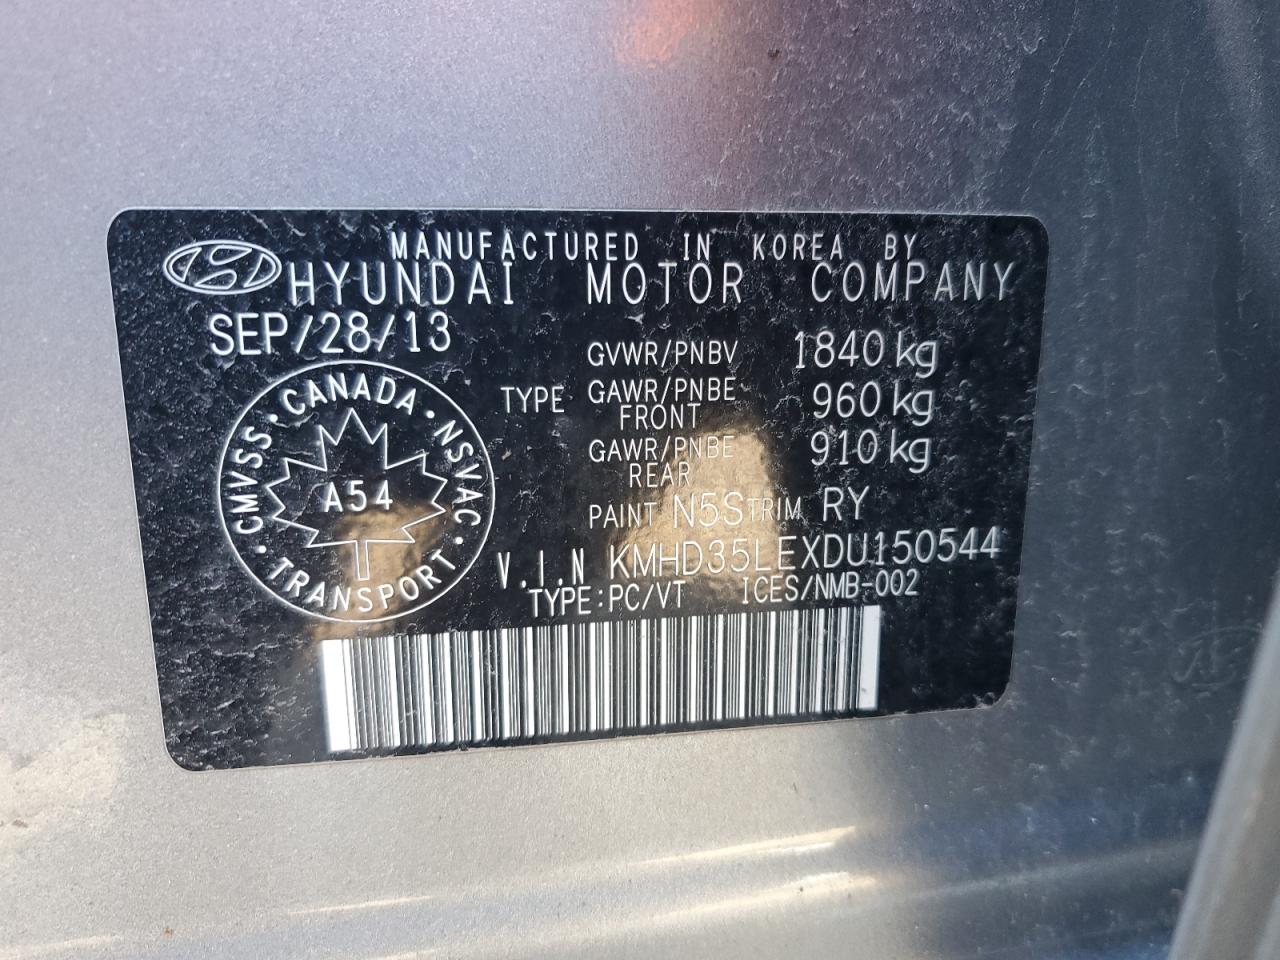 MANUFACTURED IN KOREA BY
HYUNDAI MOTOR COMPANY
SEP/28/13
GVWR/PNBV 1840 kg
TYPE GAWR/PNBE FRONT 960 kg
GAWR/PNBE REAR 910 kg
PAINT N5S TRIM RY
CANADA · NSVAC · TRANSPORT · CMVSS ·
A54
V.I.N KMHD35LEXDU150544
TYPE:PC/VT ICES/NMB-002